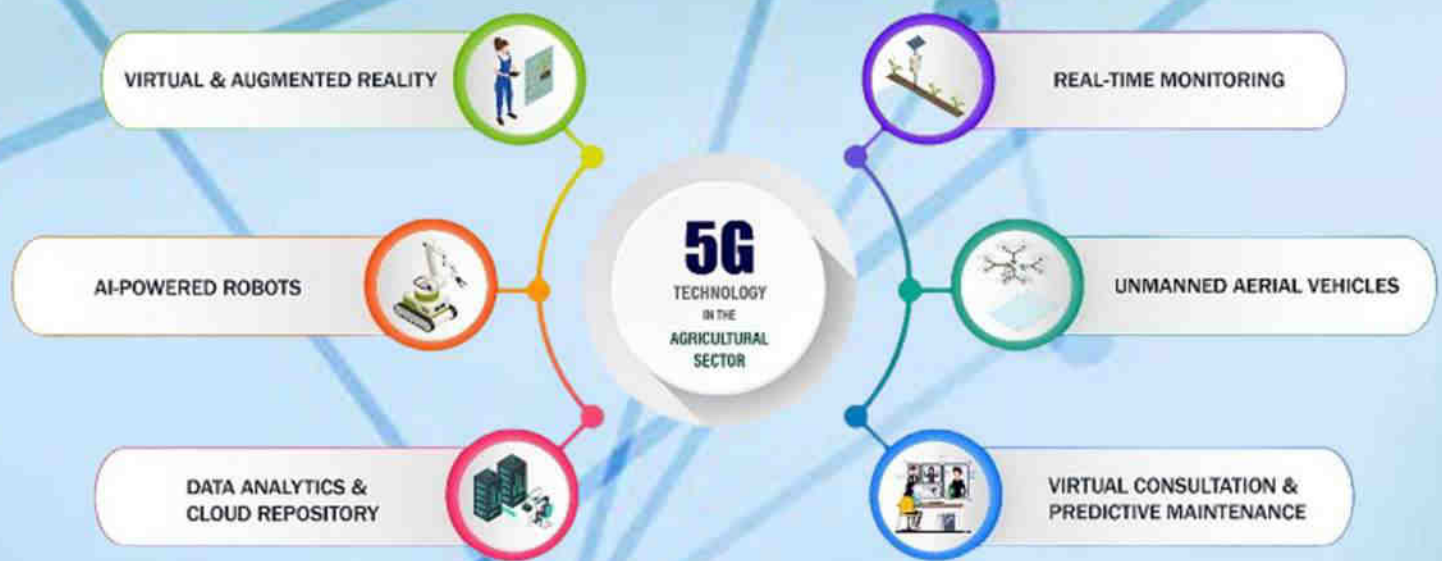 VIRTUAL & AUGMENTED REALITY
AI-POWERED ROBOTS
DATA ANALYTICS &
CLOUD REPOSITORY
5G
TECHNOLOGY
IN THE
AGRICULTURAL
SECTOR
REAL-TIME MONITORING
UNMANNED AERIAL VEHICLES
VIRTUAL CONSULTATION &
PREDICTIVE MAINTENANCE